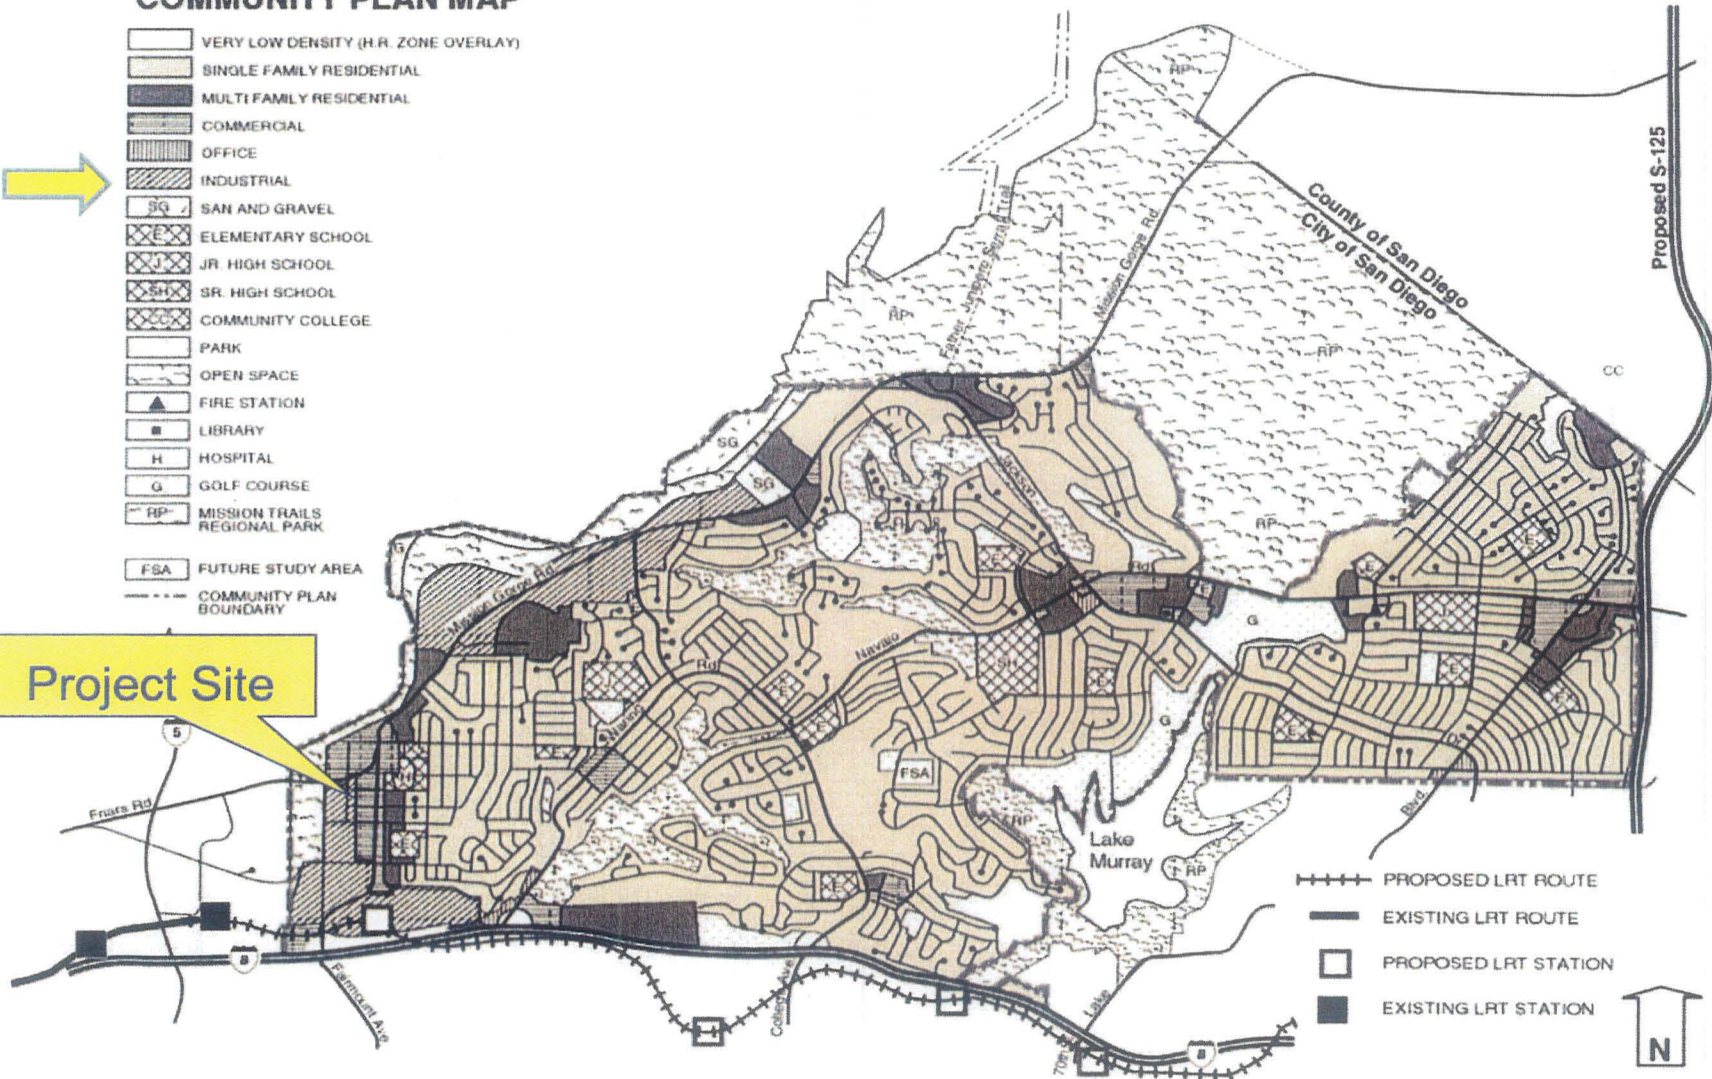 COMMUNITY PLAN MAP
VERY LOW DENSITY (H.R. ZONE OVERLAY)
SINGLE FAMILY RESIDENTIAL
MULTI FAMILY RESIDENTIAL
COMMERCIAL
OFFICE
INDUSTRIAL
SG SAN AND GRAVEL
E ELEMENTARY SCHOOL
J JR. HIGH SCHOOL
SH SR. HIGH SCHOOL
CC COMMUNITY COLLEGE
PARK
OPEN SPACE
FIRE STATION
LIBRARY
H HOSPITAL
G GOLF COURSE
RP MISSION TRAILS
REGIONAL PARK
FSA FUTURE STUDY AREA
COMMUNITY PLAN
BOUNDARY
Project Site
RP
Proposed S-125
County of San Diego
City of San Diego
Father Junipero Serra Trail
Mission Gorge Rd.
RP
RP
CC
SG
SG
Jackson
RP
G
E
E
E
Rd
E
J
G
Mission Gorge Rd.
Navajo
SH
E
E
E
J
Rd
E
Waring
E
E
G
E
Dr
H
FSA
5
Friars Rd
E
RP
Lake
Murray
RP
Blvd.
E
8
Fairmount Ave
College Ave
Lake
70th
8
PROPOSED LRT ROUTE
EXISTING LRT ROUTE
PROPOSED LRT STATION
EXISTING LRT STATION
N